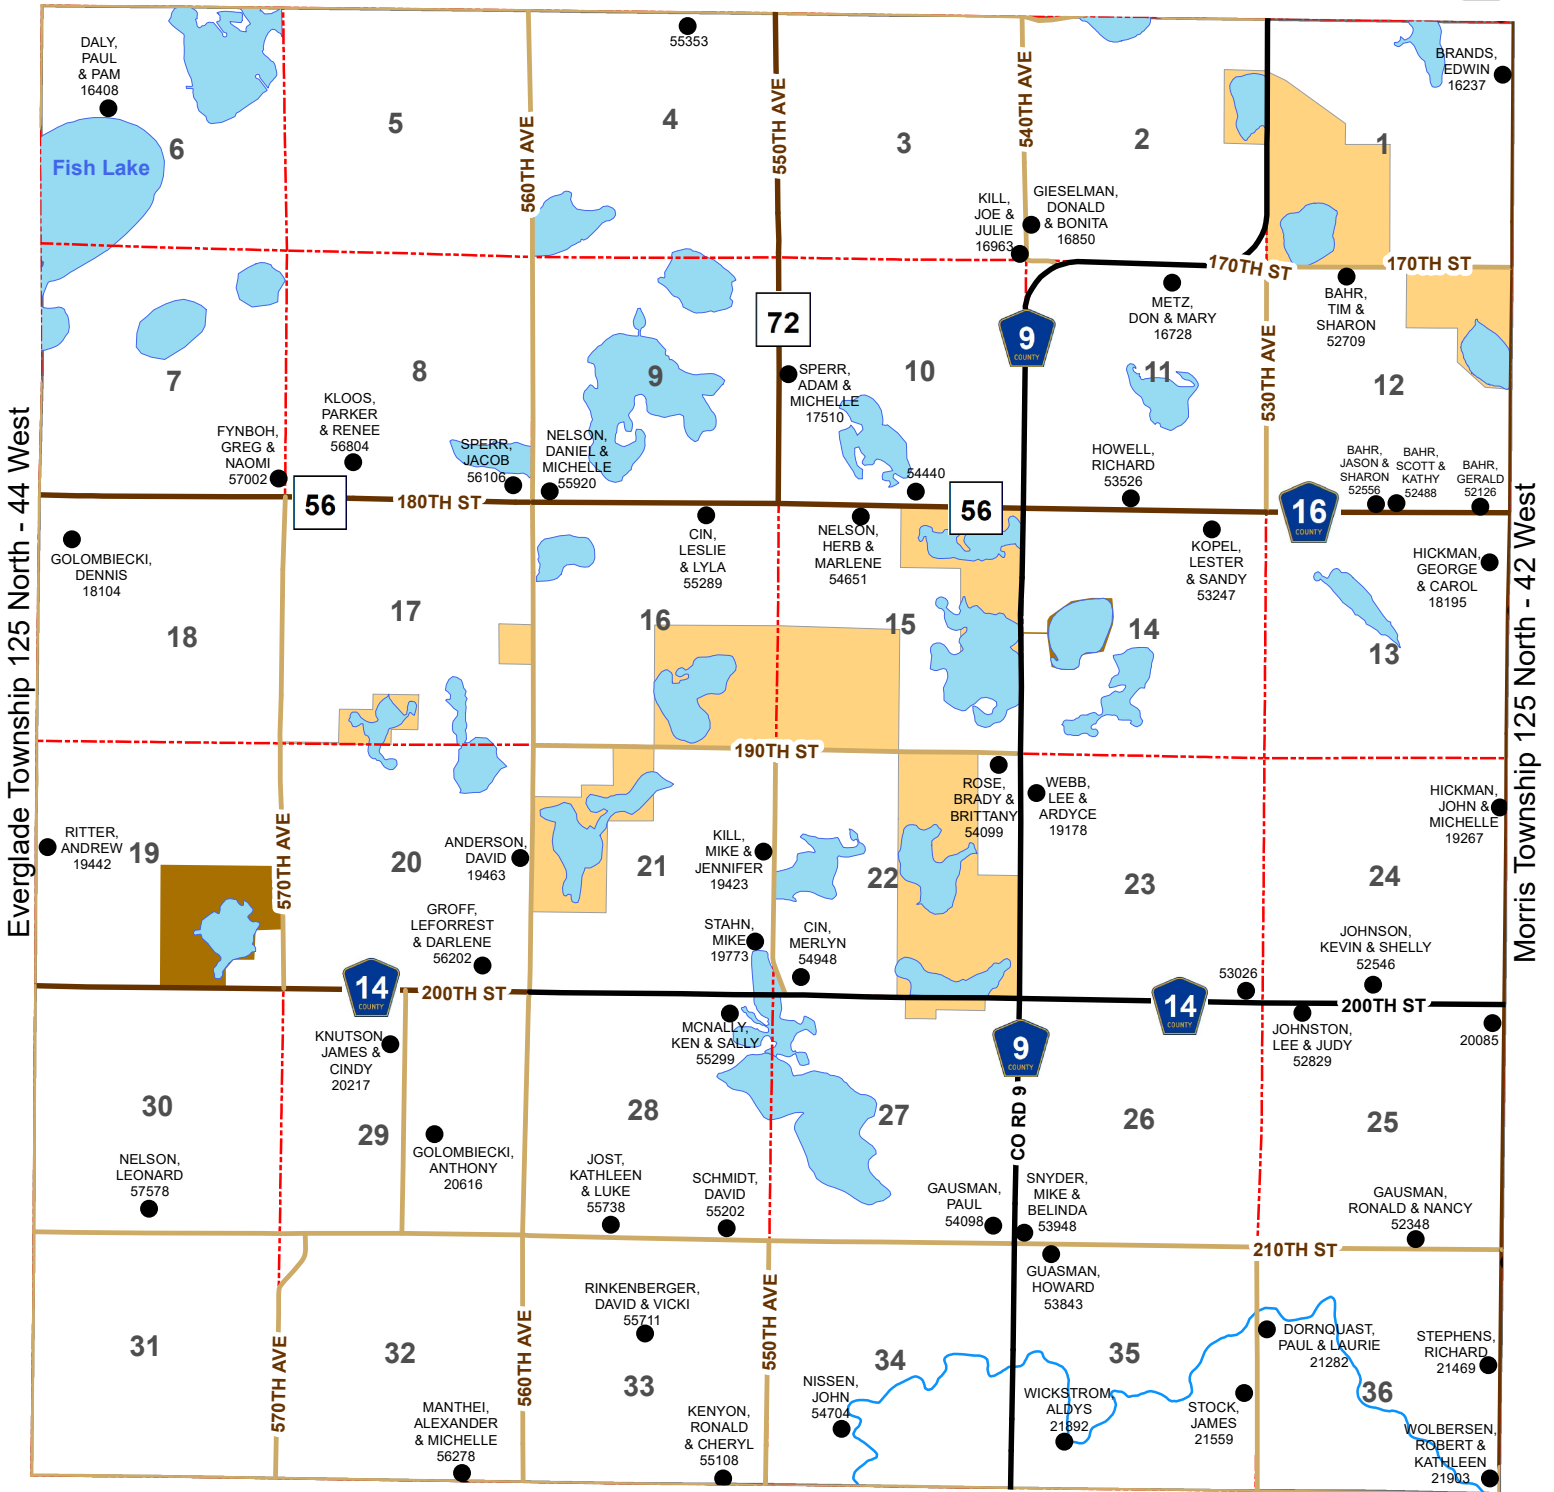 DALY,
PAUL
& PAM
16408
55353
BRANDS,
EDWIN
16237
6
5
4
3
2
1
Fish Lake
560TH AVE
550TH AVE
540TH AVE
KILL,
JOE &
JULIE
16963
GIESELMAN,
DONALD
& BONITA
16850
170TH ST
170TH ST
METZ,
DON & MARY
16728
BAHR,
TIM &
SHARON
52709
72
9
COUNTY
530TH AVE
7
8
9
10
11
12
SPERR,
ADAM &
MICHELLE
17510
FYNBOH,
GREG &
NAOMI
57002
KLOOS,
PARKER
& RENEE
56804
SPERR,
JACOB
56106
NELSON,
DANIEL &
MICHELLE
55920
54440
HOWELL,
RICHARD
53526
BAHR,
JASON &
SHARON
52556
BAHR,
SCOTT &
KATHY
52488
BAHR,
GERALD
52126
56
180TH ST
56
16
COUNTY
Everglade Township 125 North - 44 West
Morris Township 125 North - 42 West
GOLOMBIECKI,
DENNIS
18104
CIN,
LESLIE
& LYLA
55289
NELSON,
HERB &
MARLENE
54651
KOPEL,
LESTER
& SANDY
53247
HICKMAN,
GEORGE
& CAROL
18195
18
17
16
15
14
13
190TH ST
ROSE,
BRADY &
BRITTANY
54099
WEBB,
LEE &
ARDYCE
19178
HICKMAN,
JOHN &
MICHELLE
19267
RITTER,
ANDREW
19442
570TH AVE
ANDERSON,
DAVID
19463
KILL,
MIKE &
JENNIFER
19423
19
20
21
22
23
24
GROFF,
LEFORREST
& DARLENE
56202
STAHN,
MIKE
19773
CIN,
MERLYN
54948
JOHNSON,
KEVIN & SHELLY
52546
53026
14
COUNTY
200TH ST
14
COUNTY
200TH ST
KNUTSON,
JAMES &
CINDY
20217
MCNALLY,
KEN & SALLY
55299
9
COUNTY
JOHNSTON,
LEE & JUDY
52829
20085
30
29
28
27
26
25
CO RD 9
NELSON,
LEONARD
57578
GOLOMBIECKI,
ANTHONY
20616
JOST,
KATHLEEN
& LUKE
55738
SCHMIDT,
DAVID
55202
GAUSMAN,
PAUL
54098
SNYDER,
MIKE &
BELINDA
53948
GAUSMAN,
RONALD & NANCY
52348
210TH ST
GUASMAN,
HOWARD
53843
RINKENBERGER,
DAVID & VICKI
55711
DORNQUAST,
PAUL & LAURIE
21282
STEPHENS,
RICHARD
21469
31
32
33
34
35
36
570TH AVE
560TH AVE
550TH AVE
NISSEN,
JOHN
54704
WICKSTROM,
ALDYS
21892
STOCK,
JAMES
21559
MANTHEI,
ALEXANDER
& MICHELLE
56278
KENYON,
RONALD
& CHERYL
55108
WOLBERSEN,
ROBERT &
KATHLEEN
21903